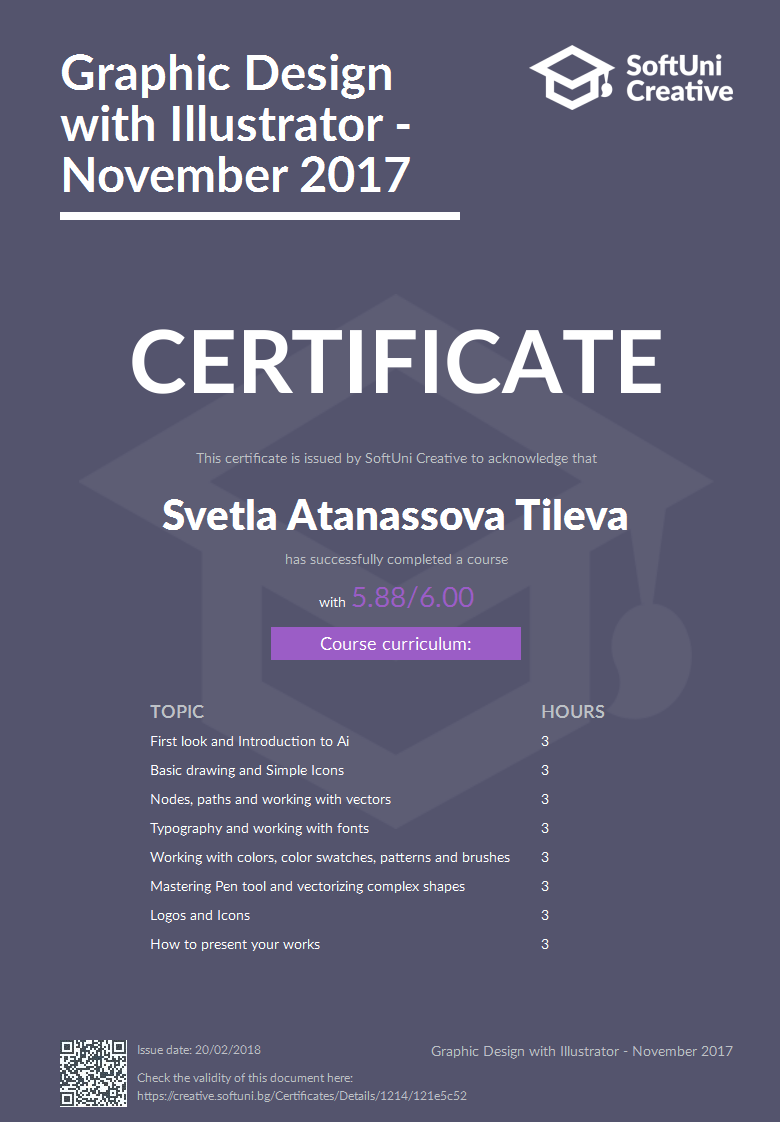 Graphic Design
with Illustrator -
November 2017
SoftUni
Creative
CERTIFICATE
This certificate is issued by SoftUni Creative to acknowledge that
Svetla Atanassova Tileva
has successfully completed a course
with 5.88/6.00
Course curriculum:
TOPIC HOURS
First look and Introduction to Ai 3
Basic drawing and Simple Icons 3
Nodes, paths and working with vectors 3
Typography and working with fonts 3
Working with colors, color swatches, patterns and brushes 3
Mastering Pen tool and vectorizing complex shapes 3
Logos and Icons 3
How to present your works 3
Issue date: 20/02/2018
Graphic Design with Illustrator - November 2017
Check the validity of this document here:
https://creative.softuni.bg/Certificates/Details/1214/121e5c52